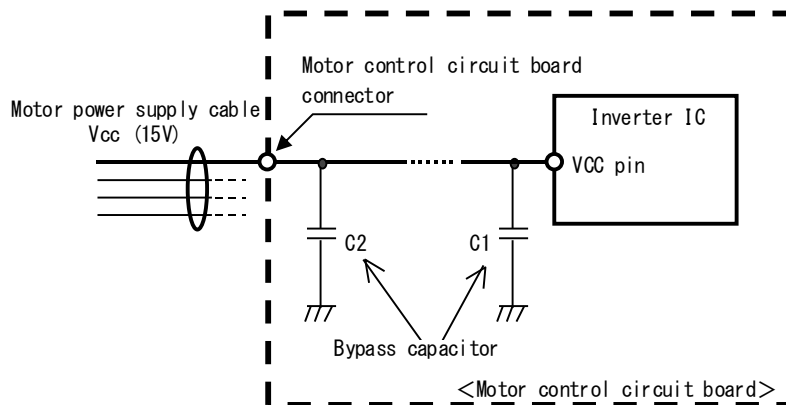 Motor control circuit board
connector
Motor power supply cable
Vcc (15V)
Inverter IC
VCC pin
C2
C1
Bypass capacitor
<Motor control circuit board>